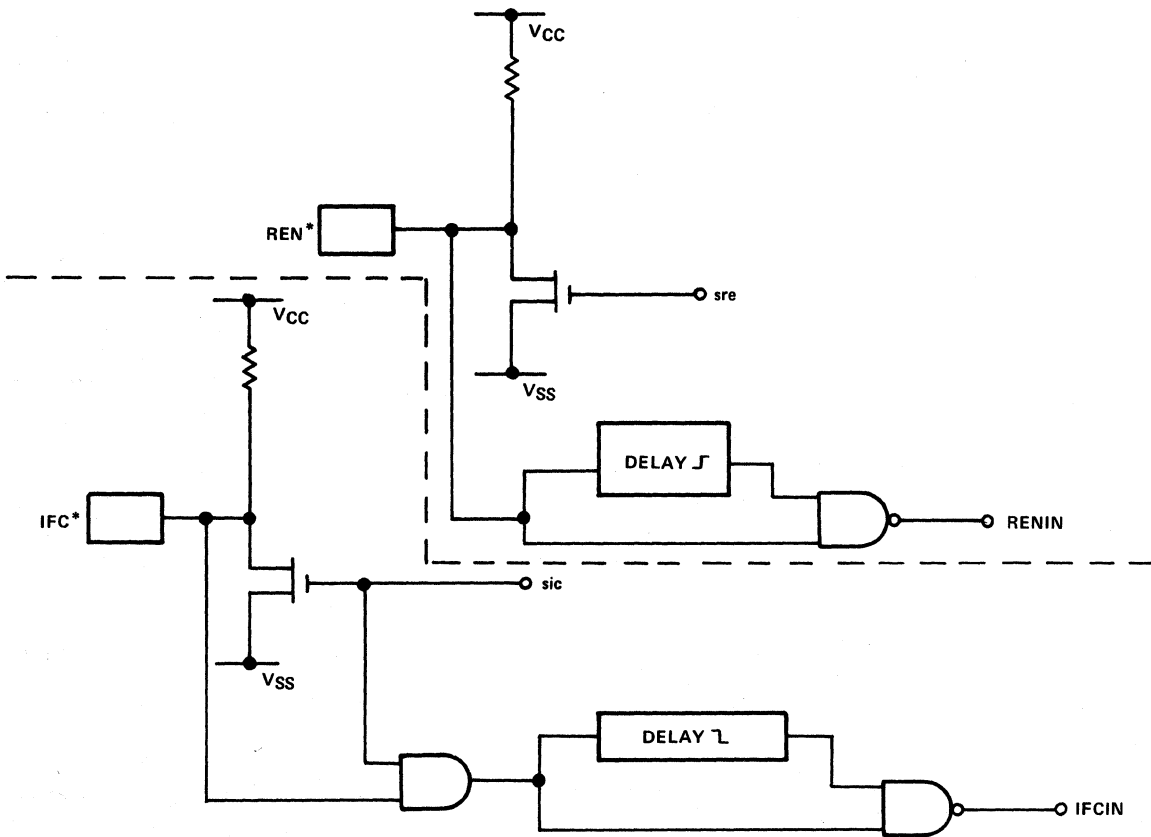 VCC
REN*
sre
VCC
VSS
DELAY
IFC*
RENIN
sic
VSS
DELAY
IFCIN